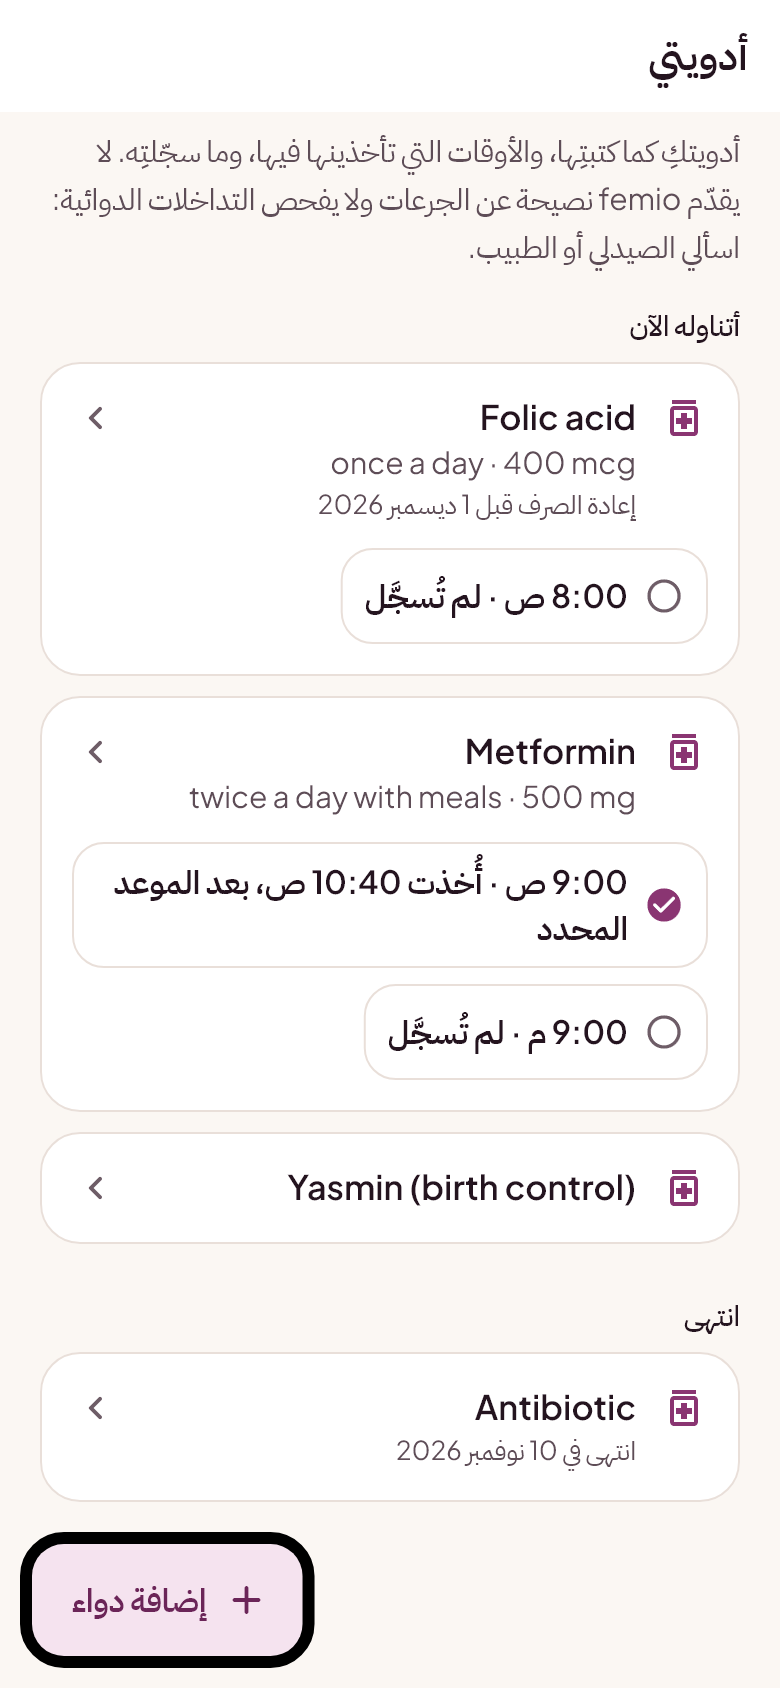 أدويتي
أدويتكِ كما كتبتِها، والأوقات التي تأخذينها فيها، وما سجّلتِه. لا
يقدّم femio نصيحة عن الجرعات ولا يفحص التداخلات الدوائية:
اسألي الصيدلي أو الطبيب.
أتناوله الآن
Folic acid
once a day · 400 mcg
إعادة الصرف قبل 1 ديسمبر 2026
8:00 ص · لم تُسجَّل
Metformin
twice a day with meals · 500 mg
9:00 ص · أُخذت 10:40 ص، بعد الموعد
المحدد
9:00 م · لم تُسجَّل
Yasmin (birth control)
انتهى
Antibiotic
انتهى في 10 نوفمبر 2026
إضافة دواء